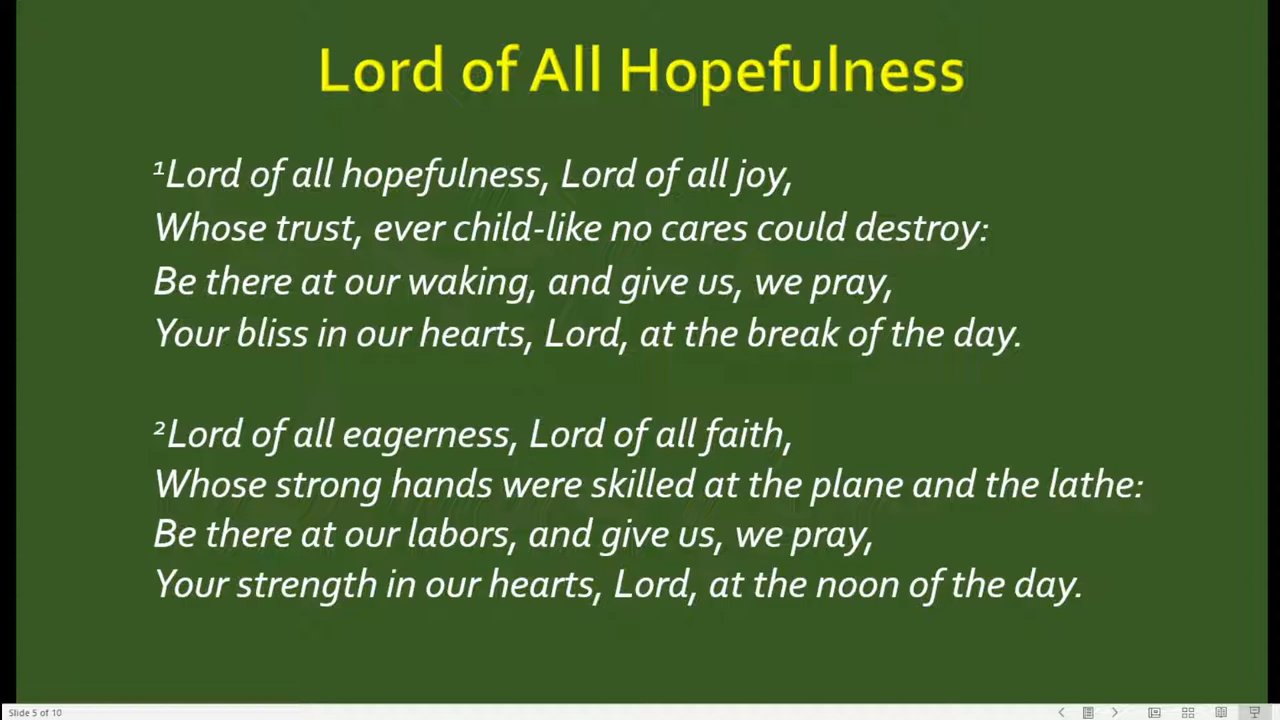 Lord of All Hopefulness
¹Lord of all hopefulness, Lord of all joy,
Whose trust, ever child-like no cares could destroy:
Be there at our waking, and give us, we pray,
Your bliss in our hearts, Lord, at the break of the day.
²Lord of all eagerness, Lord of all faith,
Whose strong hands were skilled at the plane and the lathe:
Be there at our labors, and give us, we pray,
Your strength in our hearts, Lord, at the noon of the day.
Slide 5 of 10